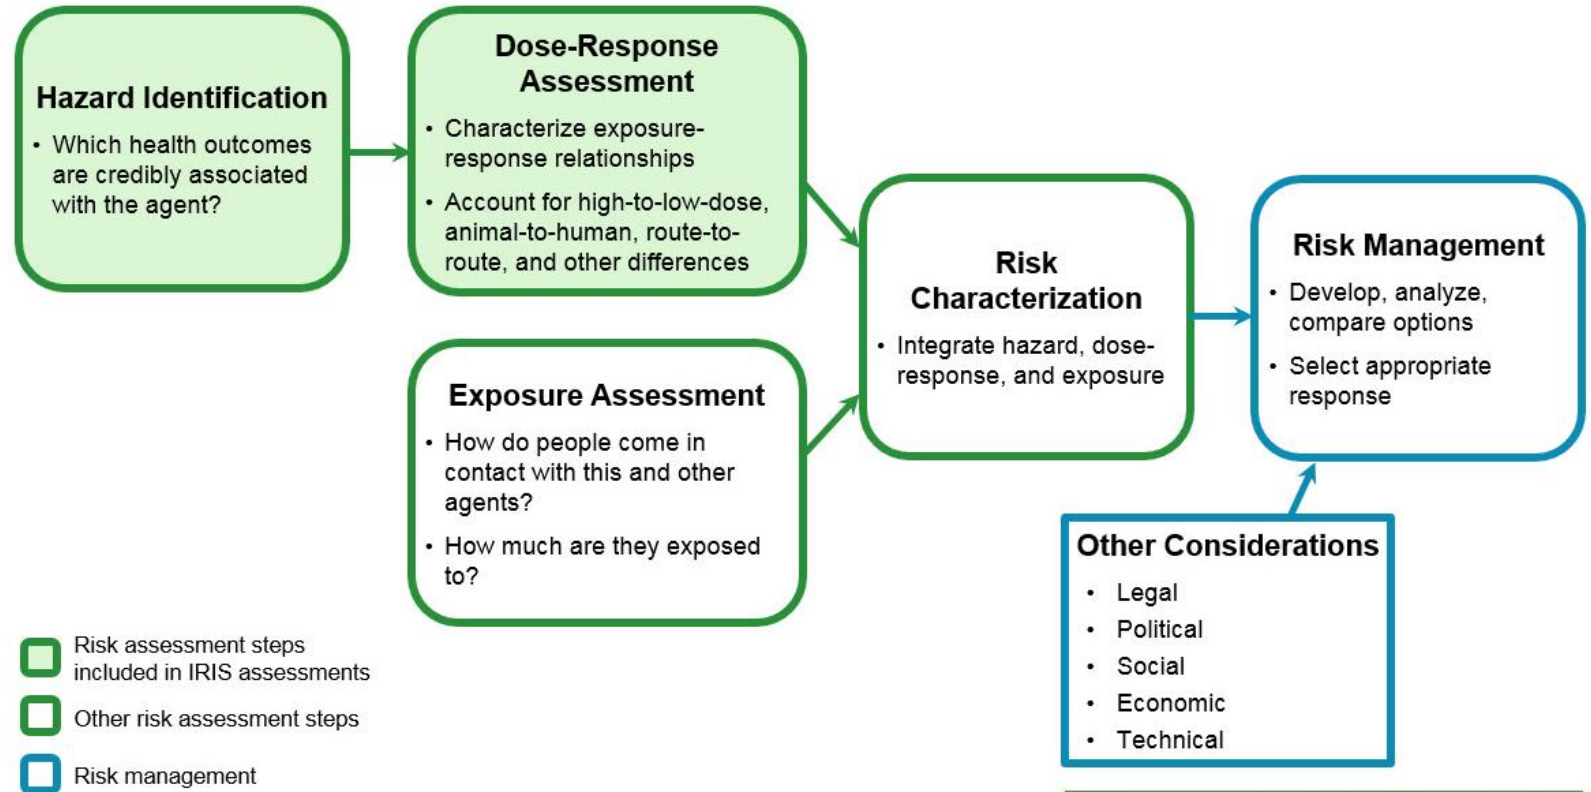 Hazard Identification
• Which health outcomes
are credibly associated
with the agent?
Dose-Response
Assessment
• Characterize exposure-
response relationships
• Account for high-to-low-dose,
animal-to-human, route-to-
route, and other differences
Exposure Assessment
• How do people come in
contact with this and other
agents?
• How much are they exposed
to?
Risk
Characterization
• Integrate hazard, dose-
response, and exposure
Risk Management
• Develop, analyze,
compare options
• Select appropriate
response
Other Considerations
• Legal
• Political
• Social
• Economic
• Technical
Risk assessment steps
included in IRIS assessments
Other risk assessment steps
Risk management